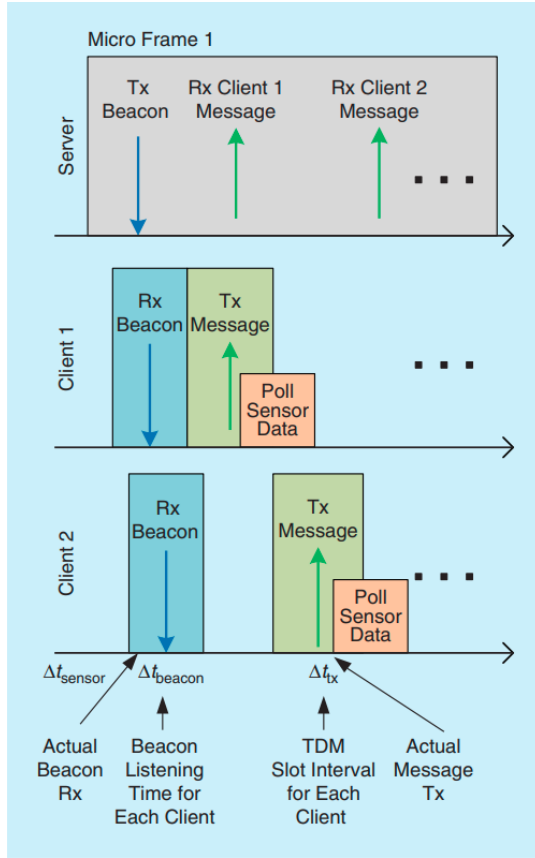 Micro Frame 1
Server
Tx
Beacon
Rx Client 1
Message
Rx Client 2
Message
Client 1
Rx
Beacon
Tx
Message
Poll
Sensor
Data
Client 2
Rx
Beacon
Tx
Message
Poll
Sensor
Data
Δtsensor
Δtbeacon
Δttx
Actual
Beacon
Rx
Beacon
Listening
Time for
Each Client
TDM
Slot Interval
for Each
Client
Actual
Message
Tx